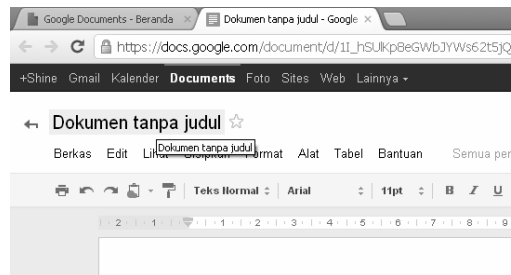 Google Documents - Beranda × Dokumen tanpa judul - Google ×
https://docs.google.com/document/d/1I_hSUlKpBeGWbJYWs62t5jQ
+Shine Gmail Kalender Documents Foto Sites Web Lainnya
Dokumen tanpa judul
Dokumen tanpa judul
Berkas Edit Format Alat Tabel Bantuan Semua per
Teks Normal Arial 11pt B I U
2 1 1 2 3 4 5 6 7 8 9